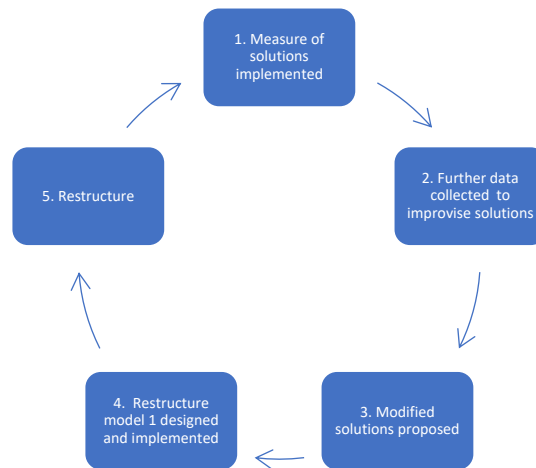 1. Measure of
solutions
implemented
2. Further data
collected to
improvise solutions
3. Modified
solutions proposed
4. Restructure
model 1 designed
and implemented
5. Restructure